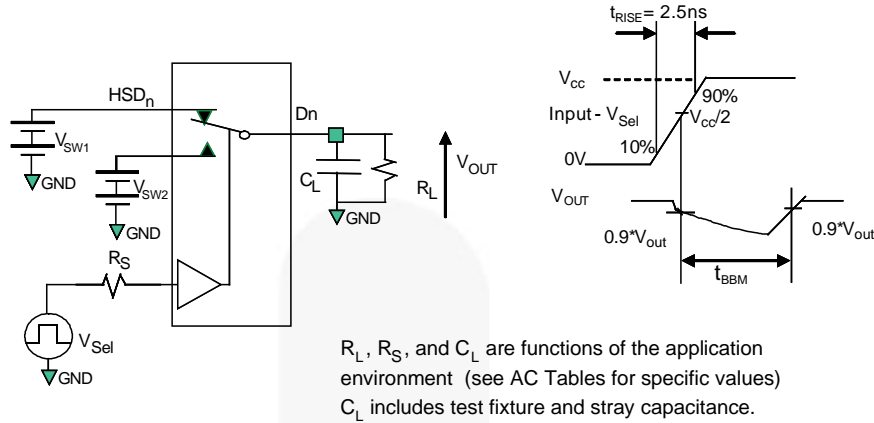 tRISE = 2.5ns
HSDn
Dn
VSW1
GND
VSW2
GND
CL
RL
VOUT
GND
RS
VSel
GND
Vcc
90%
Input - VSel
Vcc/2
10%
0V
VOUT
0.9*Vout
0.9*Vout
tBBM
RL, RS, and CL are functions of the application
environment (see AC Tables for specific values)
CL includes test fixture and stray capacitance.